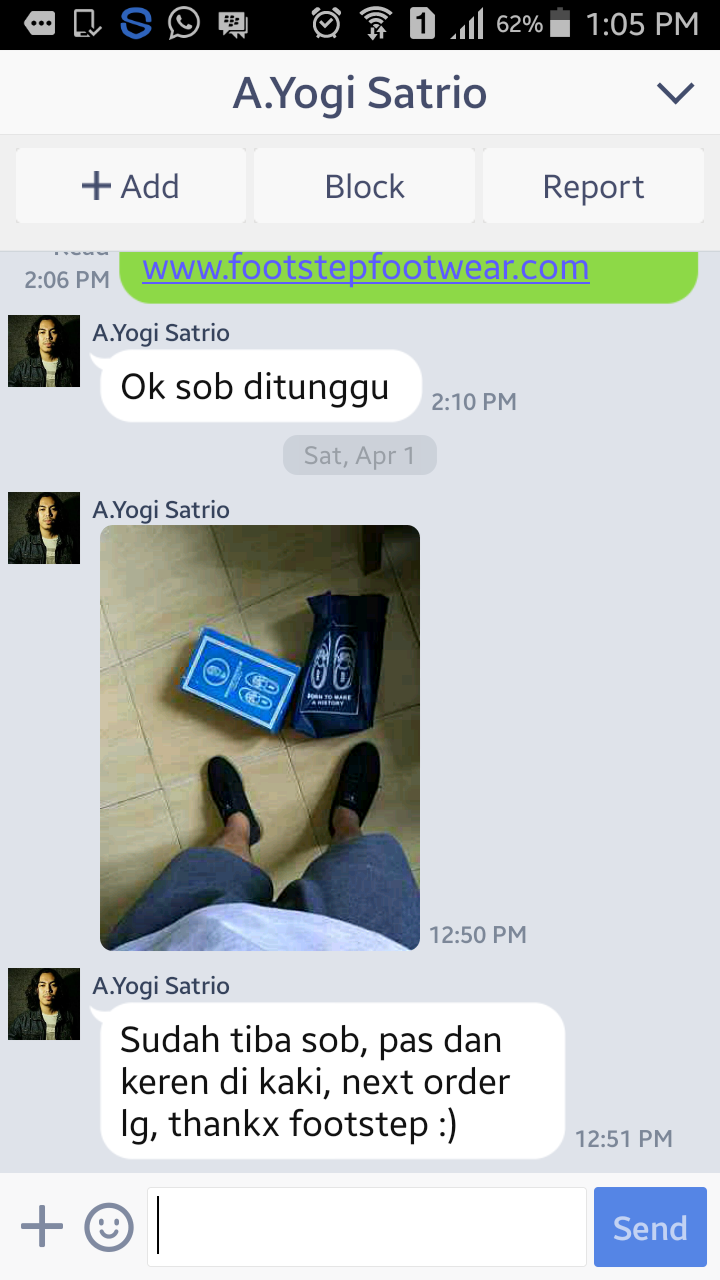 62% 1:05 PM
A.Yogi Satrio
+ Add Block Report
Read
2:06 PM
www.footstepfootwear.com
A.Yogi Satrio
Ok sob ditunggu
2:10 PM
Sat, Apr 1
A.Yogi Satrio
BORN TO MAKE
A HISTORY
12:50 PM
A.Yogi Satrio
Sudah tiba sob, pas dan
keren di kaki, next order
lg, thankx footstep :)
12:51 PM
Send